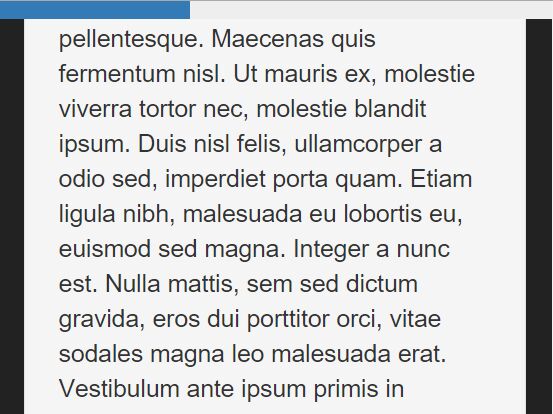 pellentesque. Maecenas quis
fermentum nisl. Ut mauris ex, molestie
viverra tortor nec, molestie blandit
ipsum. Duis nisl felis, ullamcorper a
odio sed, imperdiet porta quam. Etiam
ligula nibh, malesuada eu lobortis eu,
euismod sed magna. Integer a nunc
est. Nulla mattis, sem sed dictum
gravida, eros dui porttitor orci, vitae
sodales magna leo malesuada erat.
Vestibulum ante ipsum primis in